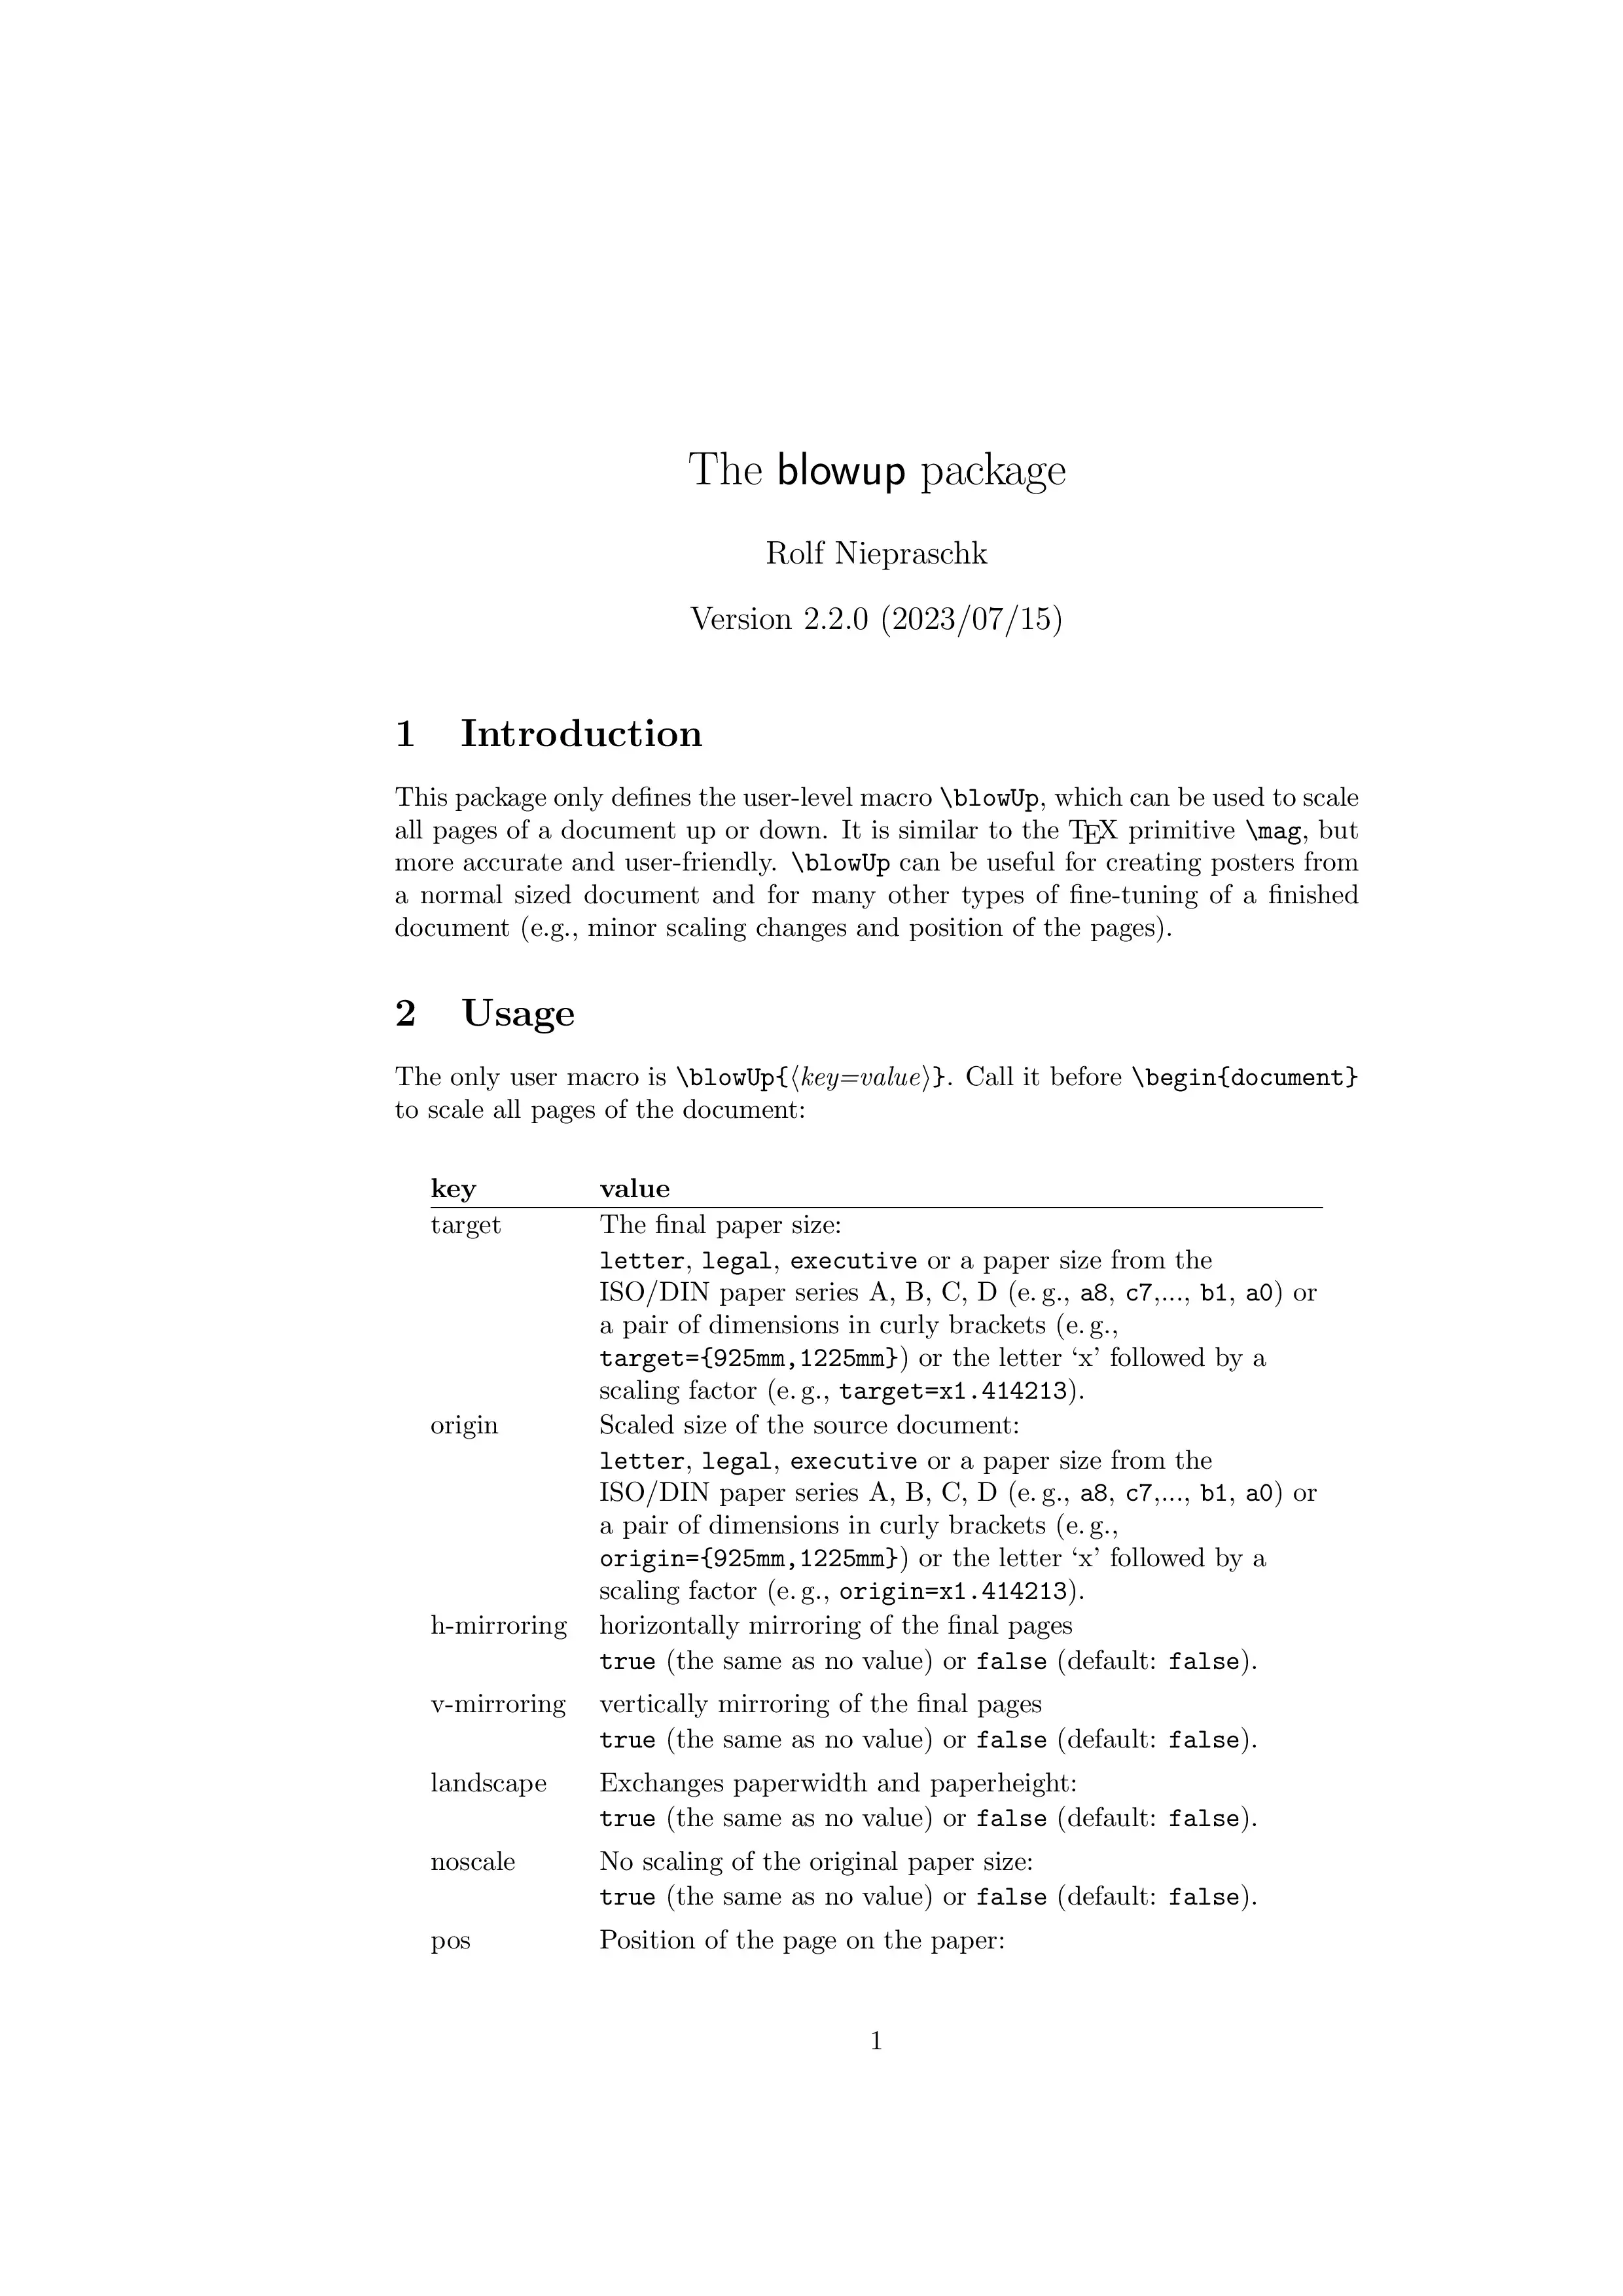 The blowup package
Rolf Niepraschk
Version 2.2.0 (2023/07/15)
1 Introduction
This package only defines the user-level macro \blowUp, which can be used to scale
all pages of a document up or down. It is similar to the TEX primitive \mag, but
more accurate and user-friendly. \blowUp can be useful for creating posters from
a normal sized document and for many other types of fine-tuning of a finished
document (e.g., minor scaling changes and position of the pages).
2 Usage
The only user macro is \blowUp{⟨key=value⟩}. Call it before \begin{document}
to scale all pages of the document:
key value
target The final paper size:
letter, legal, executive or a paper size from the
ISO/DIN paper series A, B, C, D (e. g., a8, c7,..., b1, a0) or
a pair of dimensions in curly brackets (e. g.,
target={925mm,1225mm}) or the letter ‘x’ followed by a
scaling factor (e. g., target=x1.414213).
origin Scaled size of the source document:
letter, legal, executive or a paper size from the
ISO/DIN paper series A, B, C, D (e. g., a8, c7,..., b1, a0) or
a pair of dimensions in curly brackets (e. g.,
origin={925mm,1225mm}) or the letter ‘x’ followed by a
scaling factor (e. g., origin=x1.414213).
h-mirroring horizontally mirroring of the final pages
true (the same as no value) or false (default: false).
v-mirroring vertically mirroring of the final pages
true (the same as no value) or false (default: false).
landscape Exchanges paperwidth and paperheight:
true (the same as no value) or false (default: false).
noscale No scaling of the original paper size:
true (the same as no value) or false (default: false).
pos Position of the page on the paper:
1